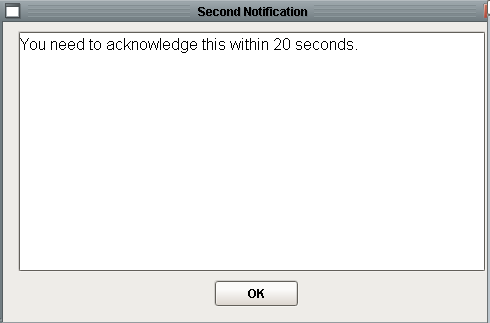 Second Notification
You need to acknowledge this within 20 seconds.
OK